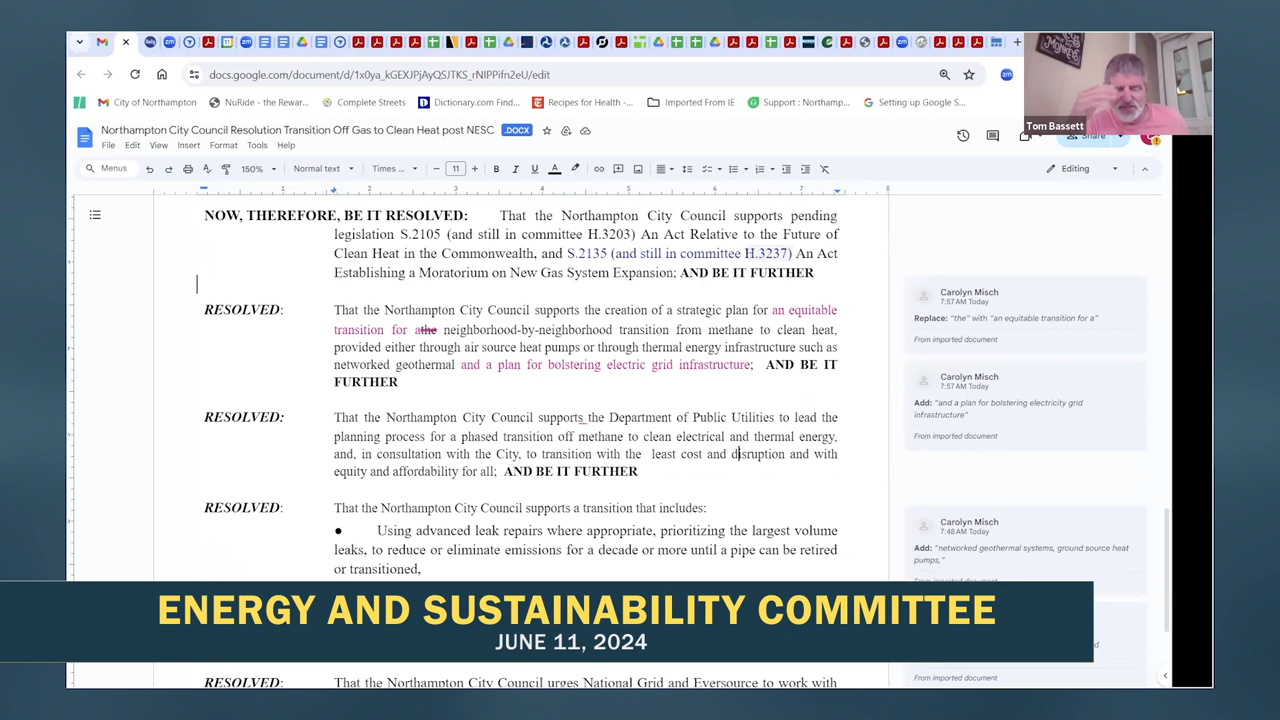 docs.google.com/document/d/1x0ya_kGEXJPjAyQSJTKS_rNIPPifn2eU/edit
City of Northampton
NuRide - the Rewar...
Complete Streets
Dictionary.com Find...
Recipes for Health -...
Imported From IE
Support : Northamp...
Setting up Google S...
Tom Bassett
Northampton City Council Resolution Transition Off Gas to Clean Heat post NESC
.DOCX
File Edit View Insert Format Tools Help
Share
Menus
150%
Normal text
Times ...
11
Editing
1 2 3 4 5 6 7 8
NOW, THEREFORE, BE IT RESOLVED: That the Northampton City Council supports pending
legislation S.2105 (and still in committee H.3203) An Act Relative to the Future of
Clean Heat in the Commonwealth, and S.2135 (and still in committee H.3237) An Act
Establishing a Moratorium on New Gas System Expansion; AND BE IT FURTHER
RESOLVED: That the Northampton City Council supports the creation of a strategic plan for an equitable
transition for athe neighborhood-by-neighborhood transition from methane to clean heat,
provided either through air source heat pumps or through thermal energy infrastructure such as
networked geothermal and a plan for bolstering electric grid infrastructure; AND BE IT
FURTHER
RESOLVED: That the Northampton City Council supports the Department of Public Utilities to lead the
planning process for a phased transition off methane to clean electrical and thermal energy,
and, in consultation with the City, to transition with the least cost and disruption and with
equity and affordability for all; AND BE IT FURTHER
RESOLVED: That the Northampton City Council supports a transition that includes:
● Using advanced leak repairs where appropriate, prioritizing the largest volume
leaks, to reduce or eliminate emissions for a decade or more until a pipe can be retired
or transitioned,
RESOLVED: That the Northampton City Council urges National Grid and Eversource to work with
Carolyn Misch
7:57 AM Today
Replace: "the" with "an equitable transition for a"
From imported document
Carolyn Misch
7:57 AM Today
Add: "and a plan for bolstering electricity grid
infrastructure"
From imported document
Carolyn Misch
7:48 AM Today
Add: "networked geothermal systems, ground source heat
pumps,"
From imported document
From imported document
ENERGY AND SUSTAINABILITY COMMITTEE
JUNE 11, 2024